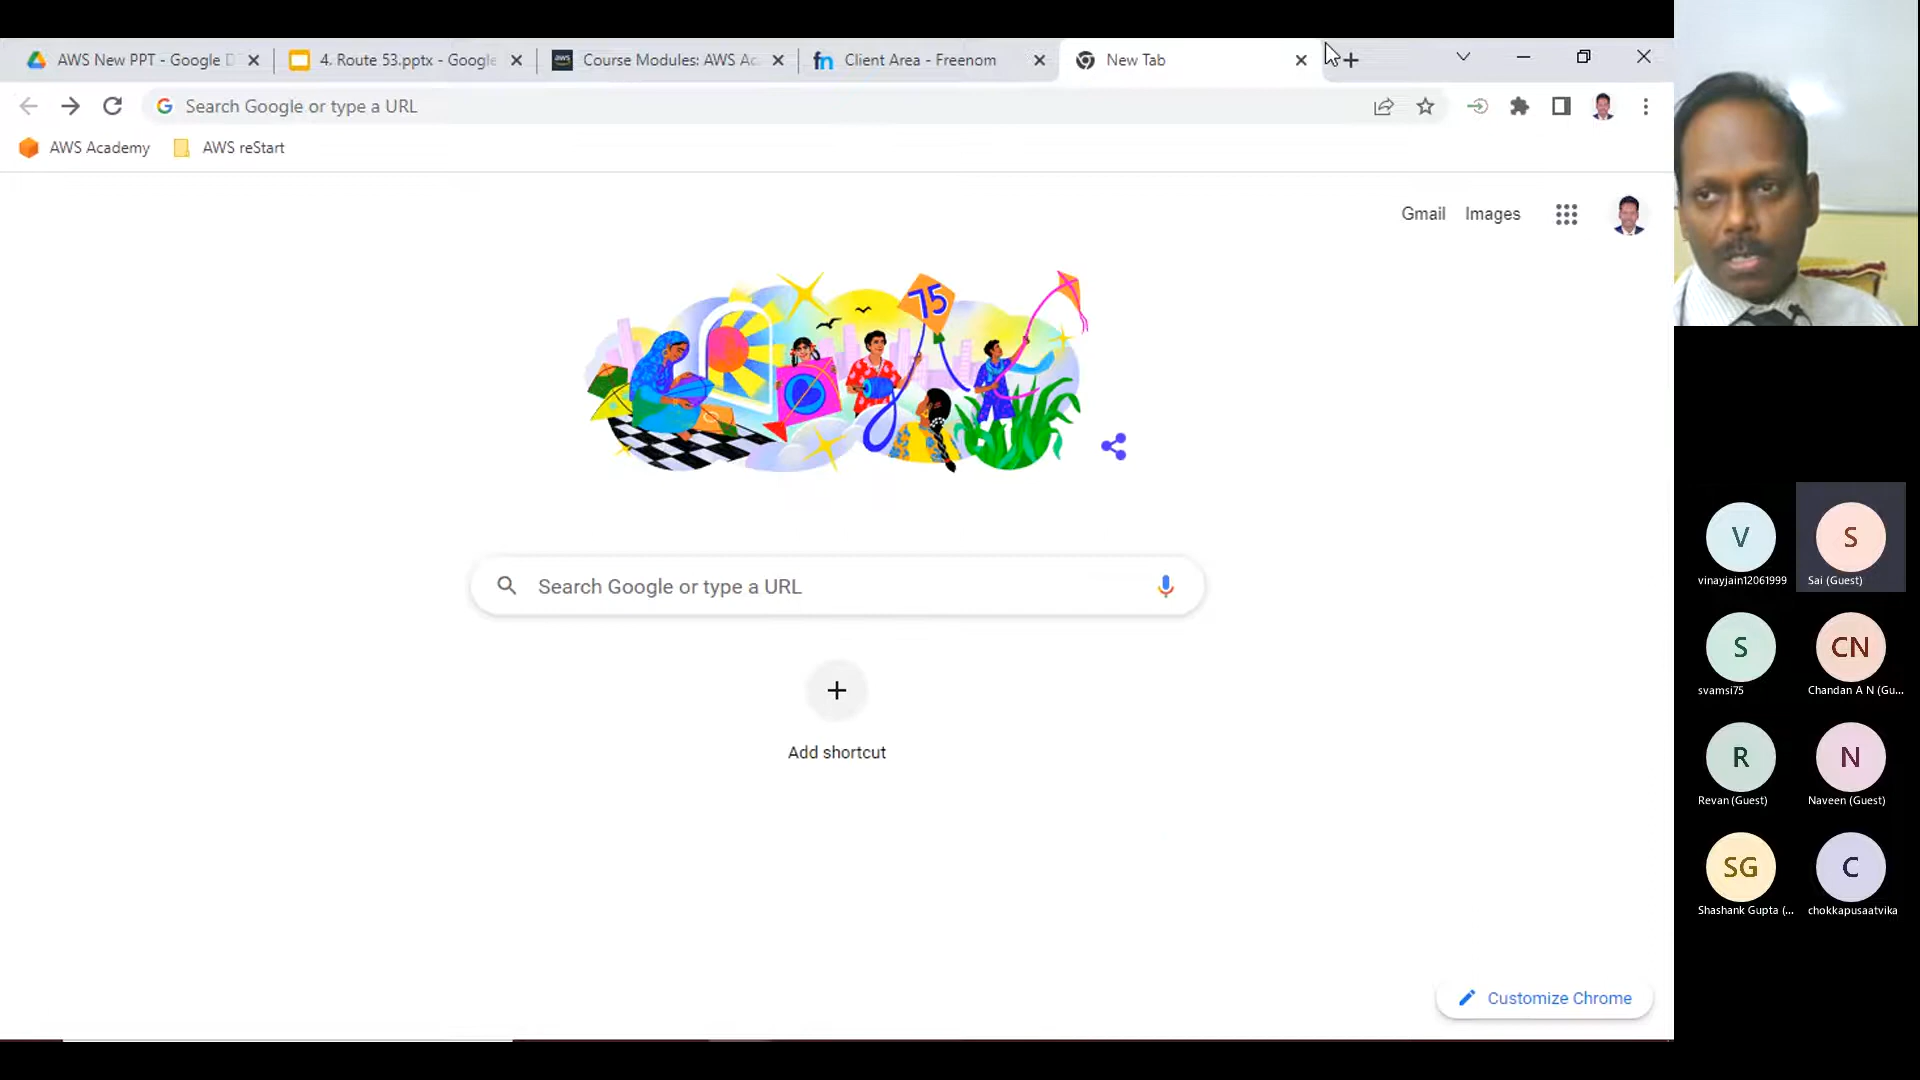 AWS New PPT - Google D
4. Route 53.pptx - Google
aws
Course Modules: AWS Ac
fn
Client Area - Freenom
New Tab
Search Google or type a URL
AWS Academy
AWS reStart
Gmail
Images
75
Search Google or type a URL
Add shortcut
Customize Chrome
V
vinayjain12061999
S
Sai (Guest)
S
svamsi75
CN
Chandan A N (Gu...
R
Revan (Guest)
N
Naveen (Guest)
SG
Shashank Gupta (...
C
chokkapusaatvika